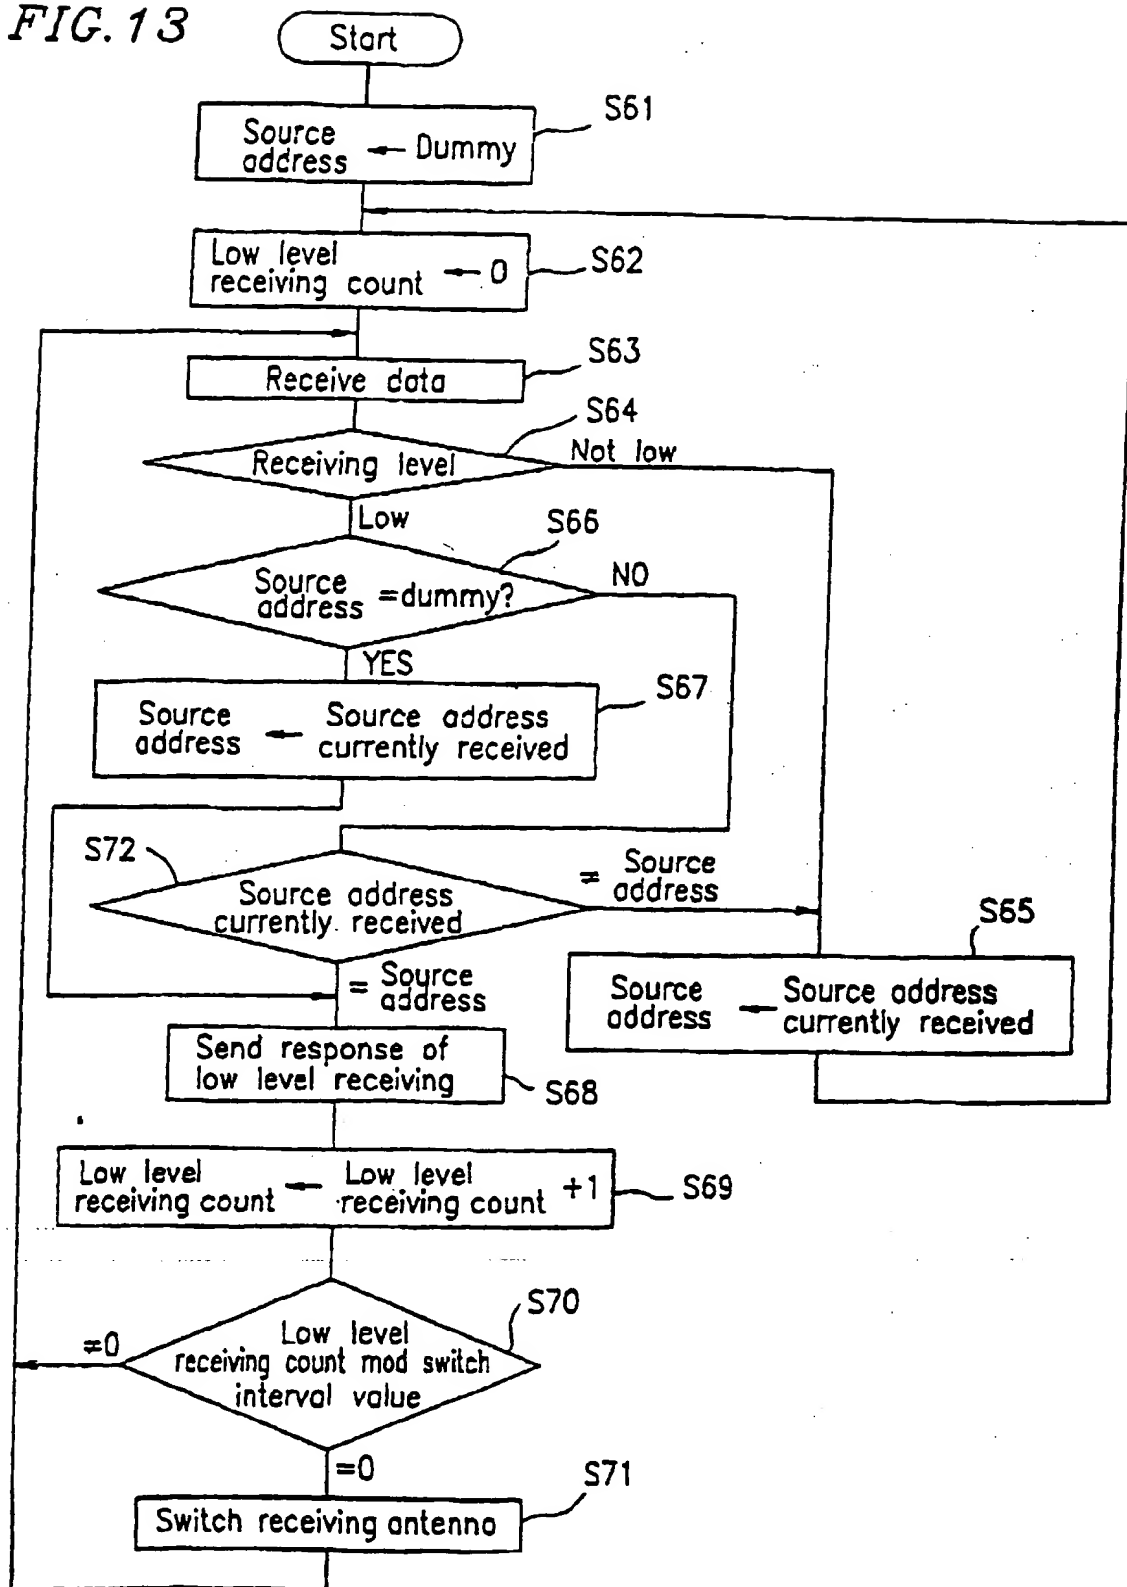 FIG.13
Start
S61
Source
address ← Dummy
S62
Low level
receiving count ← 0
S63
Receive data
S64
Receiving level
Not low
Low
S66
Source
address =dummy?
NO
YES
S67
Source
address ← Source address
currently received
S72
Source address
currently received
≠ Source
address
= Source
address
S65
Source
address ← Source address
currently received
Send response of
low level receiving
S68
Low level
receiving count ← Low level
receiving count +1
S69
S70
Low level
receiving count mod switch
interval value
≠0
=0
S71
Switch receiving antenna